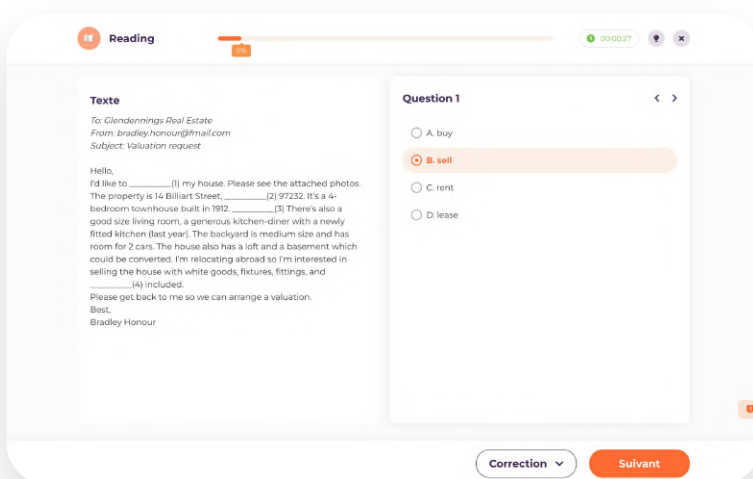 Reading
1/10
00:00:27
Texte
To: Glendennings Real Estate
From: bradley.honour@fmail.com
Subject: Valuation request
Hello,
I'd like to _________(1) my house. Please see the attached photos.
The property is 14 Billiart Street, _________(2) 97232. It's a 4-
bedroom townhouse built in 1912. _________(3) There's also a
good size living room, a generous kitchen-diner with a newly
fitted kitchen (last year). The backyard is medium size and has
room for 2 cars. The house also has a loft and a basement which
could be converted. I'm relocating abroad so I'm interested in
selling the house with white goods, fixtures, fittings, and
_________(4) included.
Please get back to me so we can arrange a valuation.
Best,
Bradley Honour
Question 1
A. buy
B. sell
C. rent
D. lease
Correction
Suivant